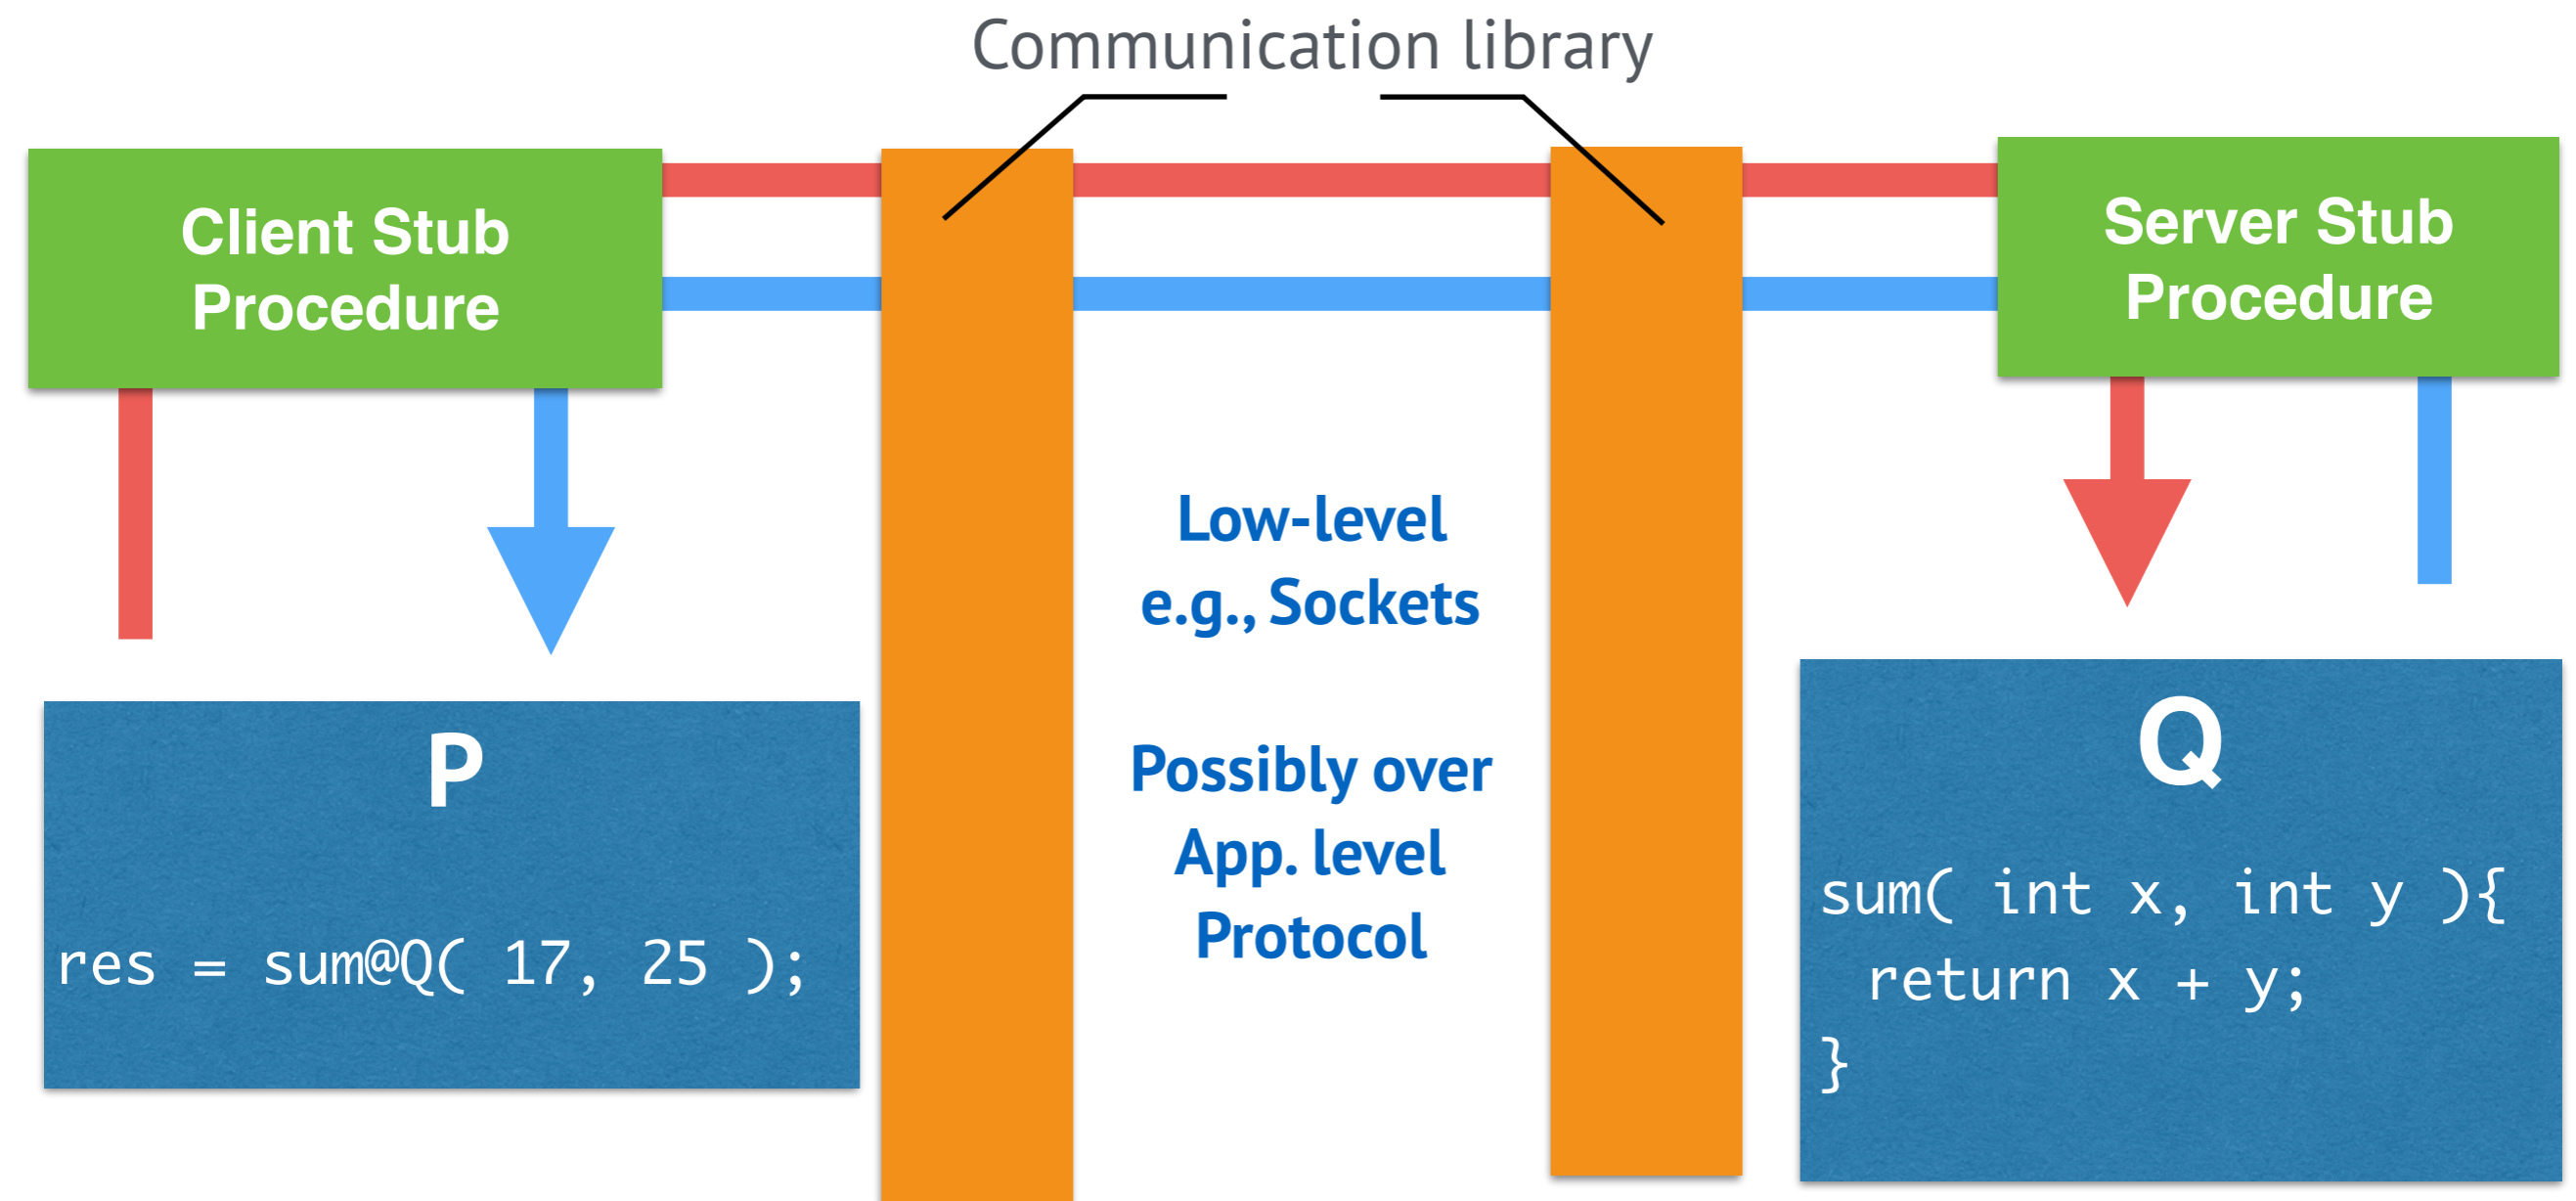 Communication library
Client Stub
Procedure
Server Stub
Procedure
Low-level
e.g., Sockets
Possibly over
App. level
Protocol
P
res = sum@Q( 17, 25 );
Q
sum( int x, int y ){
return x + y;
}